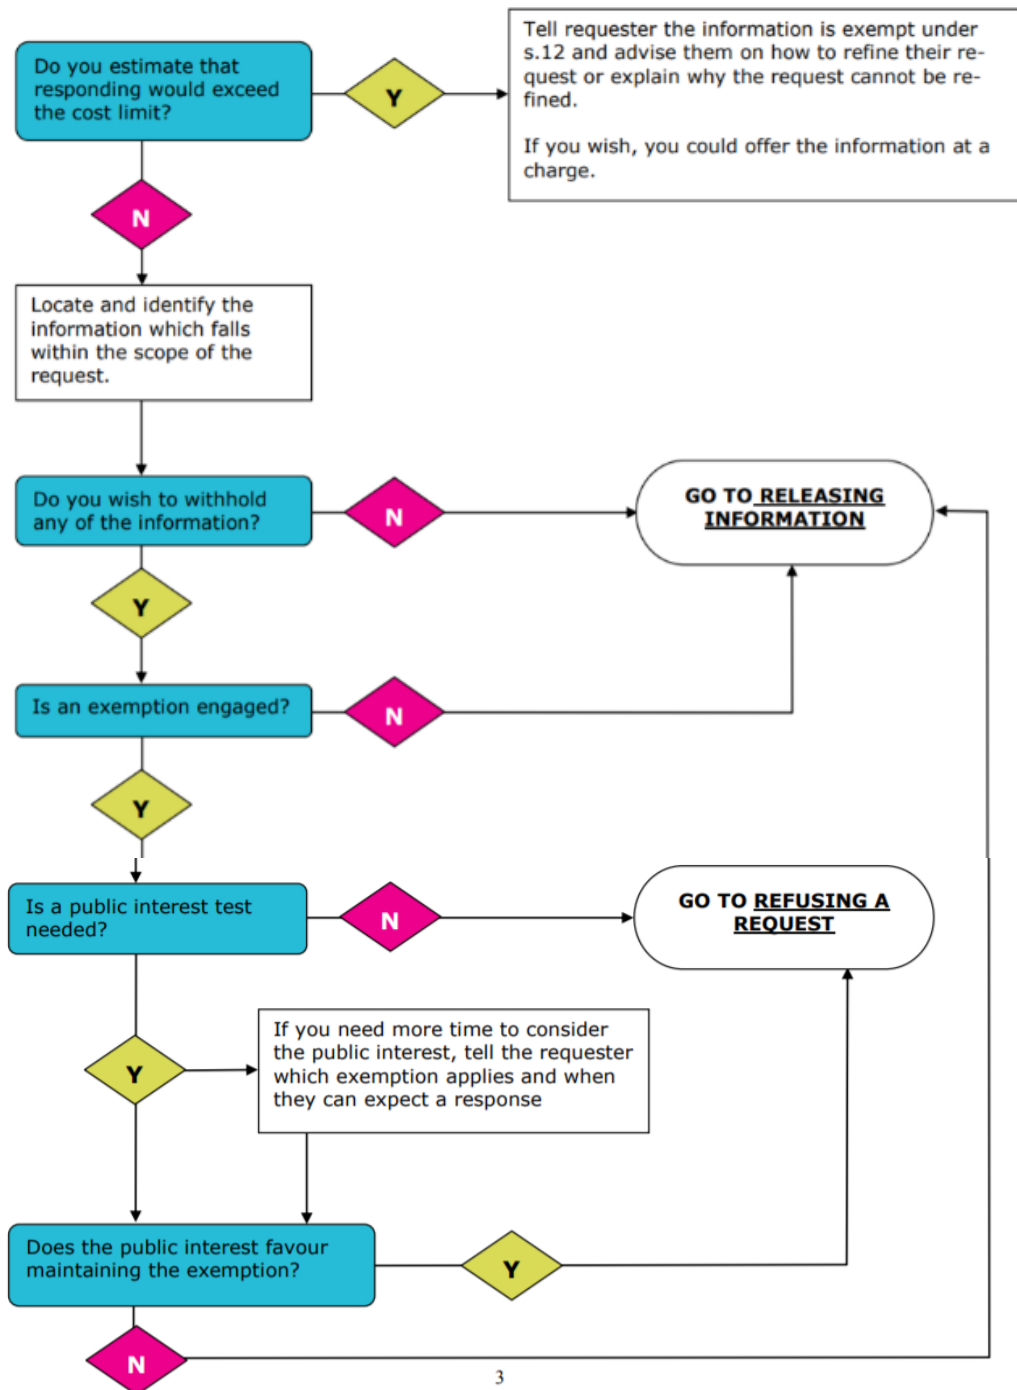 Do you estimate that
responding would exceed
the cost limit?
Y
Tell requester the information is exempt under
s.12 and advise them on how to refine their re-
quest or explain why the request cannot be re-
fined.
If you wish, you could offer the information at a
charge.
N
Locate and identify the
information which falls
within the scope of the
request.
Do you wish to withhold
any of the information?
N
GO TO RELEASING
INFORMATION
Y
Is an exemption engaged?
N
Y
Is a public interest test
needed?
N
GO TO REFUSING A
REQUEST
Y
If you need more time to consider
the public interest, tell the requester
which exemption applies and when
they can expect a response
Does the public interest favour
maintaining the exemption?
Y
N
3